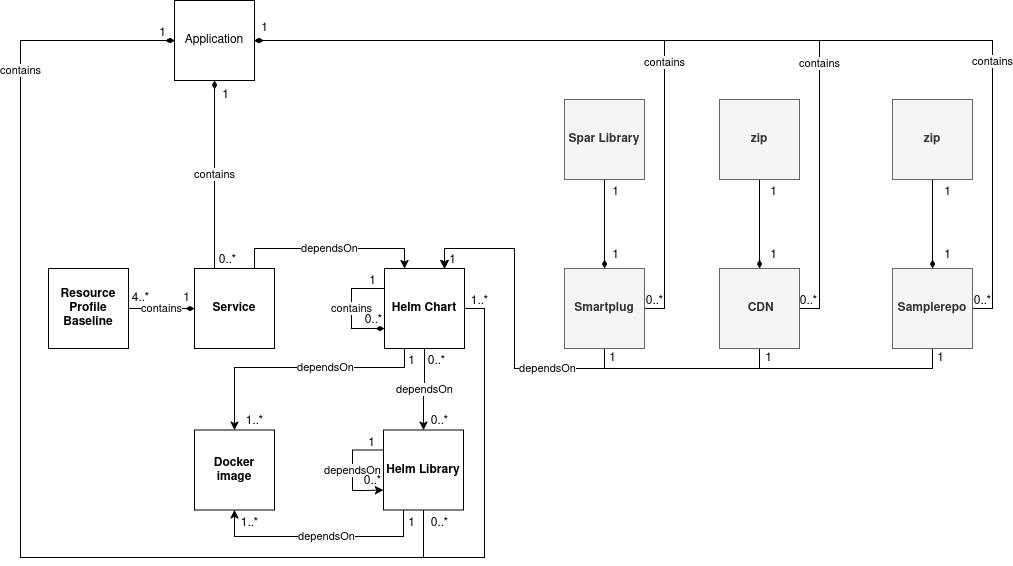 1
Application
1
contains
contains
contains
contains
1
Spar Library
zip
zip
contains
1
1
1
dependsOn
0..*
1
1
1
1
Resource
Profile
Baseline
4..*
contains
1
Service
1
contains
0..*
Helm Chart
1..*
Smartplug
0..*
CDN
0..*
Samplerepo
0..*
1
0..*
1
1
1
dependsOn
dependsOn
dependsOn
1..*
0..*
Docker
image
1
dependsOn
0..*
Helm Library
1..*
1
0..*
dependsOn